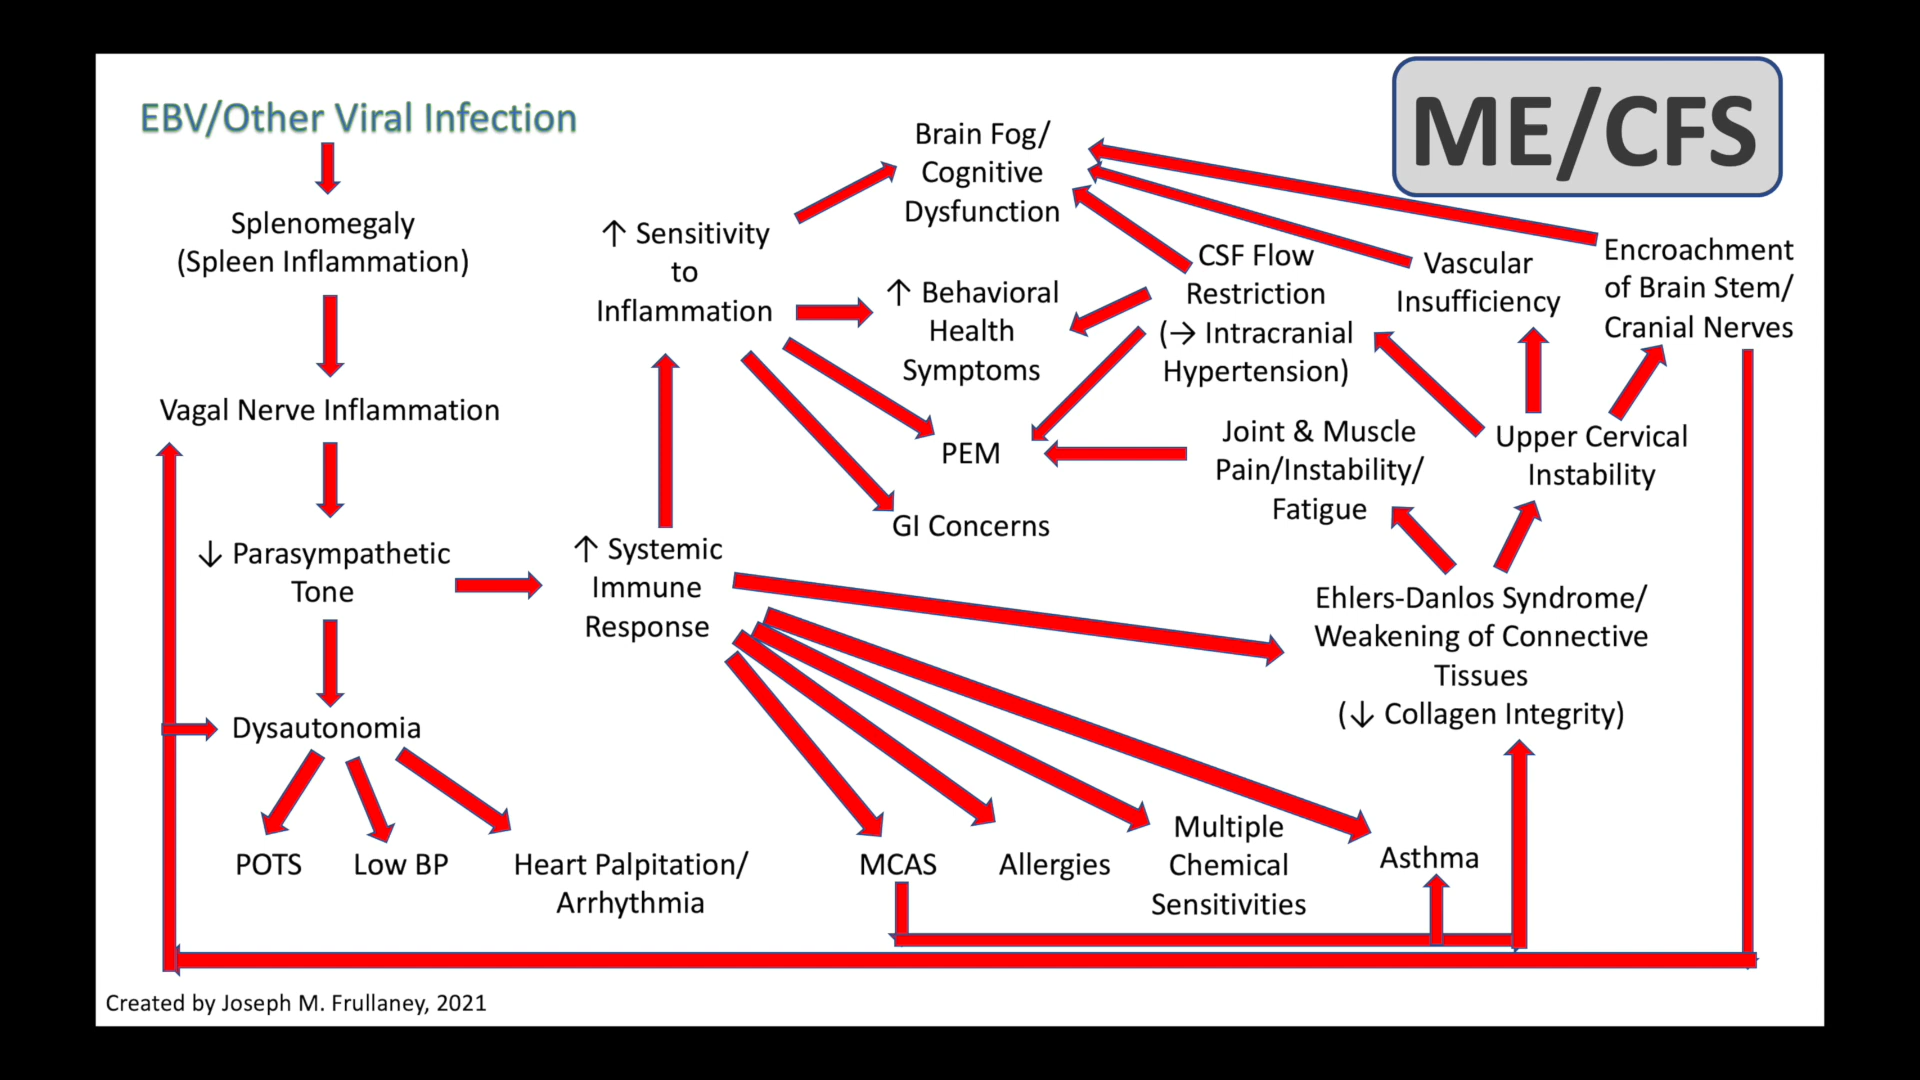 ME/CFS
EBV/Other Viral Infection
Splenomegaly
(Spleen Inflammation)
Vagal Nerve Inflammation
↓ Parasympathetic
Tone
Dysautonomia
POTS
Low BP
Heart Palpitation/
Arrhythmia
↑ Systemic
Immune
Response
↑ Sensitivity
to
Inflammation
Brain Fog/
Cognitive
Dysfunction
↑ Behavioral
Health
Symptoms
PEM
GI Concerns
CSF Flow
Restriction
(→ Intracranial
Hypertension)
Vascular
Insufficiency
Encroachment
of Brain Stem/
Cranial Nerves
Joint & Muscle
Pain/Instability/
Fatigue
Upper Cervical
Instability
Ehlers-Danlos Syndrome/
Weakening of Connective
Tissues
(↓ Collagen Integrity)
MCAS
Allergies
Multiple
Chemical
Sensitivities
Asthma
Created by Joseph M. Frullaney, 2021